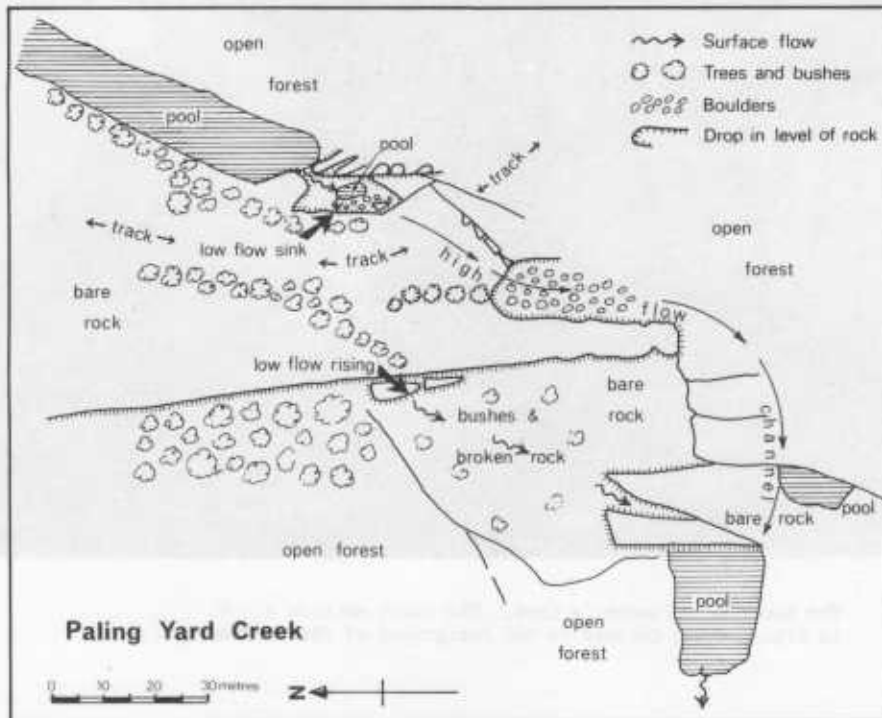 open
forest
Surface flow
Trees and bushes
Boulders
Drop in level of rock
pool
pool
← track →
open
forest
low flow sink
← track →
← track →
high
flow
channel
bare
rock
low flow rising
bushes &
broken rock
bare
rock
bare rock
pool
open forest
pool
open
forest
Paling Yard Creek
0 10 20 30 metres
N